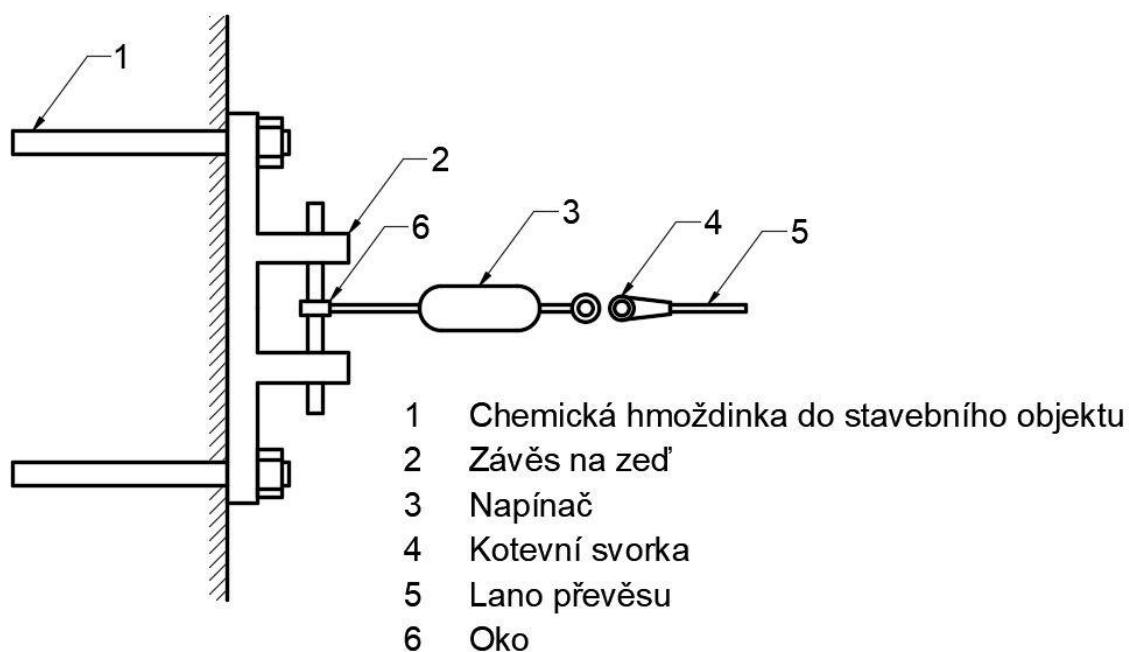 1
2
6
3
4
5
1 Chemická hmoždinka do stavebního objektu
2 Závěs na zeď
3 Napínač
4 Kotevní svorka
5 Lano převěsu
6 Oko